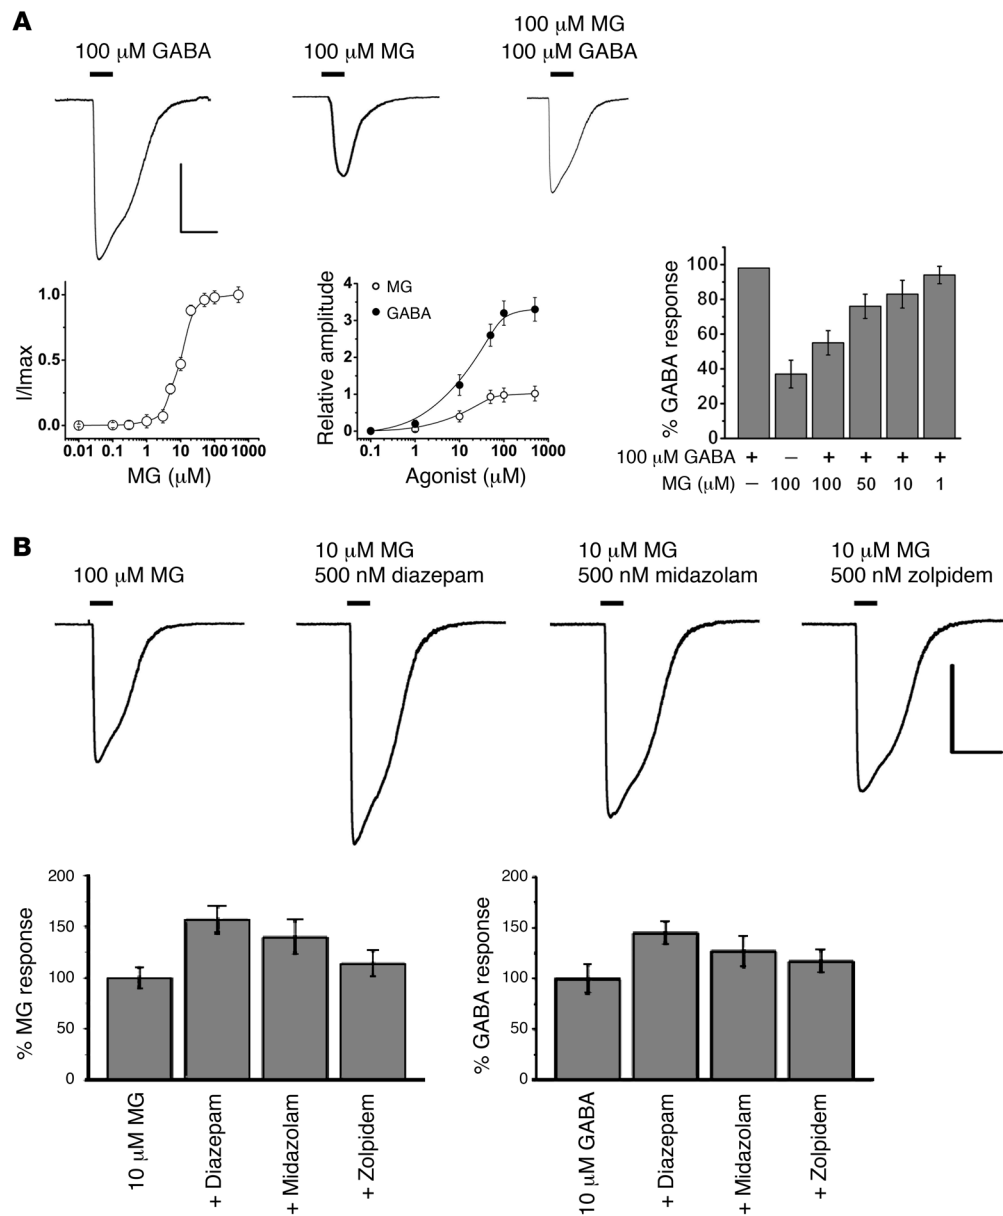 A
100 μM GABA
100 μM MG
100 μM MG
100 μM GABA
I/Imax
1.0
0.5
0.0
0.01
0.1
1
10
100
1000
MG (μM)
Relative amplitude
4
3
2
1
0
MG
GABA
0.1
1
10
100
1000
Agonist (μM)
% GABA response
100
80
60
40
20
0
100 μM GABA + – + + + +
MG (μM) – 100 100 50 10 1
B
100 μM MG
10 μM MG
500 nM diazepam
10 μM MG
500 nM midazolam
10 μM MG
500 nM zolpidem
% MG response
200
150
100
50
0
10 μM MG
+ Diazepam
+ Midazolam
+ Zolpidem
% GABA response
200
150
100
50
0
10 μM GABA
+ Diazepam
+ Midazolam
+ Zolpidem